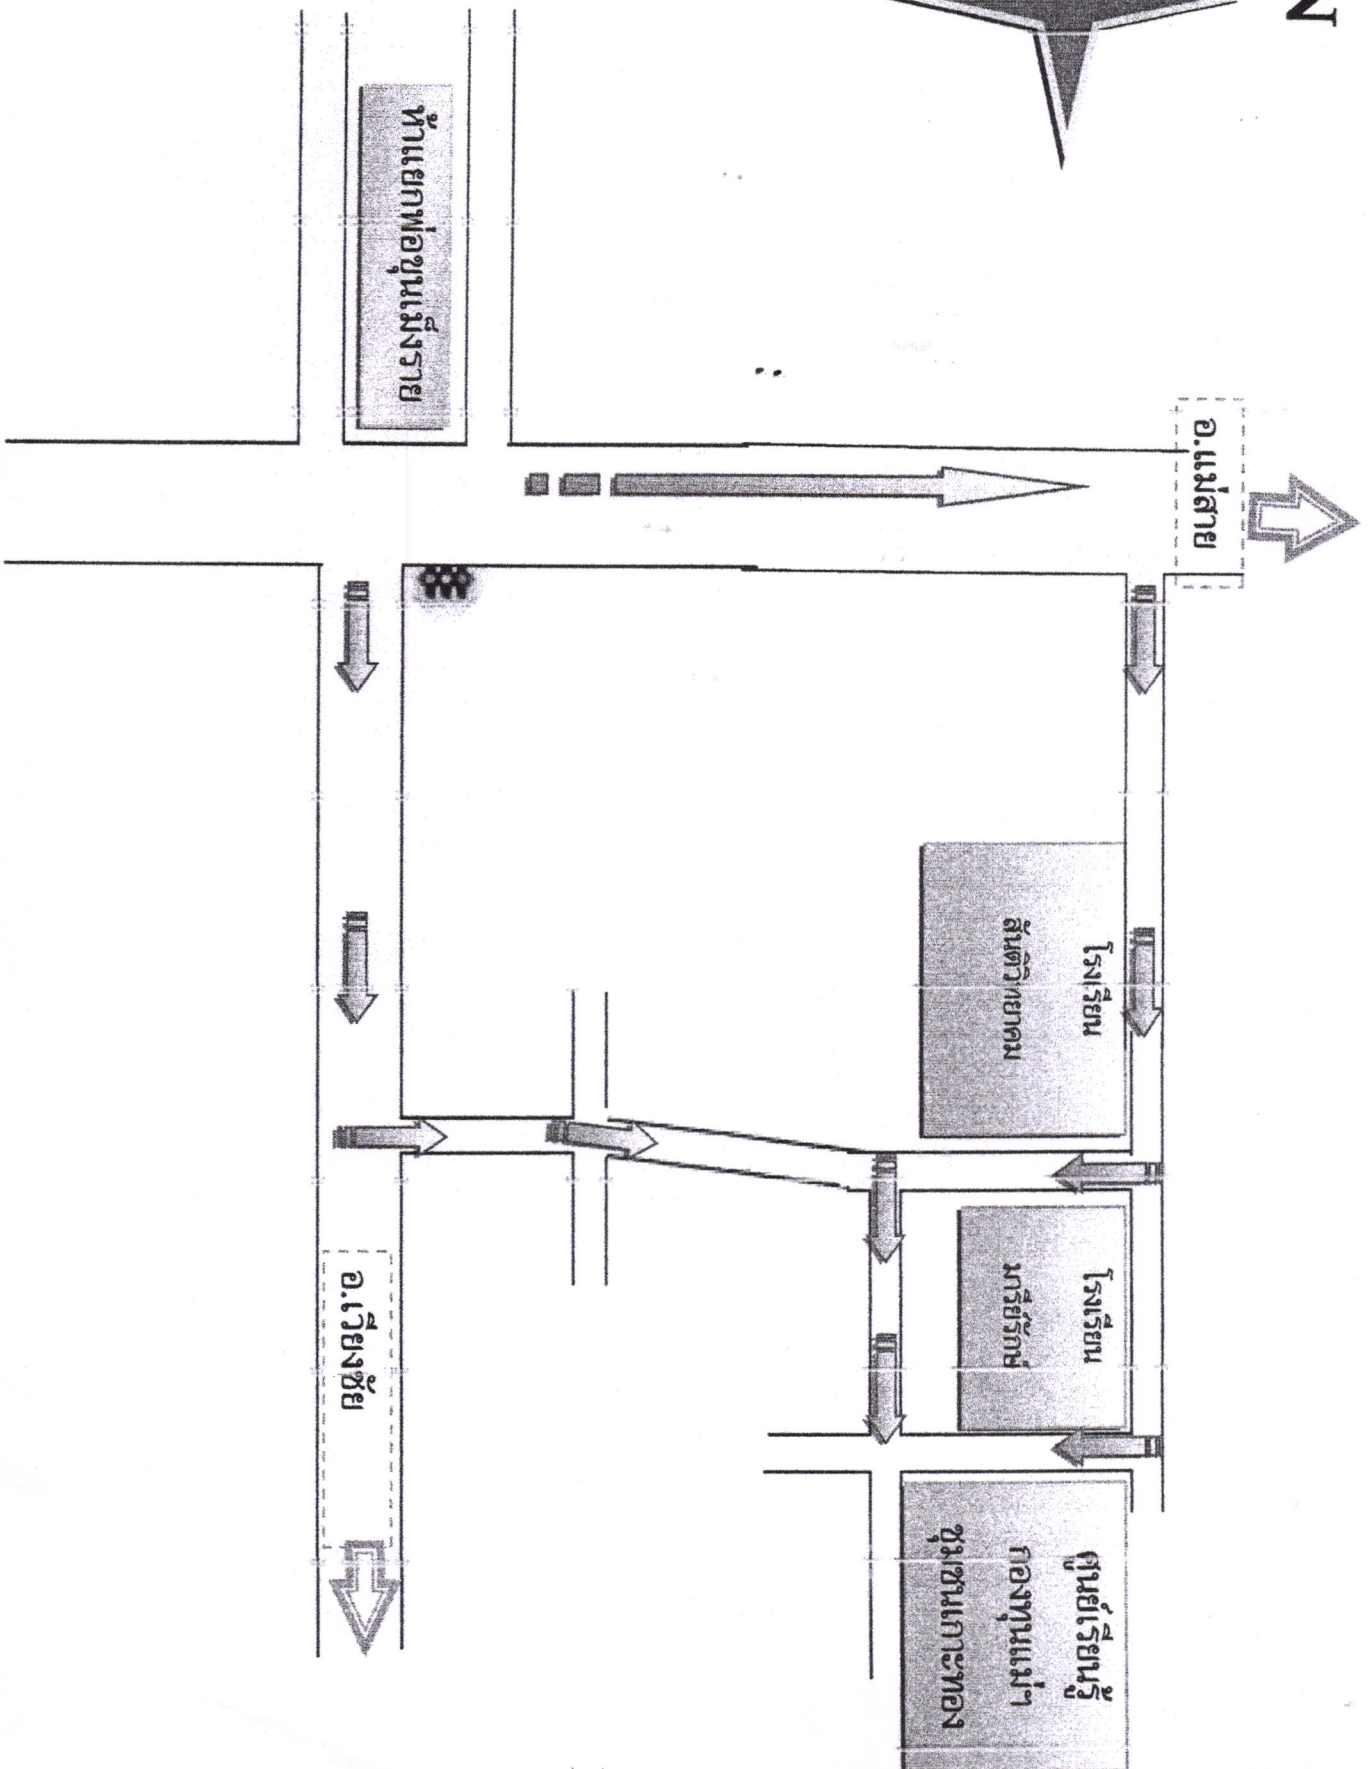 N
อ.แม่สาย
ห้าแยกพ่อขุนเม็งราย
โรงเรียน
สันติวิทยาคม
โรงเรียน
มารีย์รักษ์
ศูนย์เรียนรู้
กองทุนแม่ฯ
ชุมชนเกาะทอง
อ.เวียงชัย